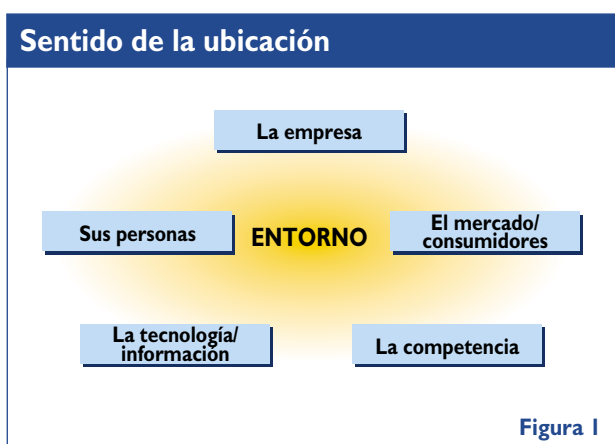 Sentido de la ubicación
La empresa
Sus personas
ENTORNO
El mercado/
consumidores
La tecnología/
información
La competencia
Figura 1